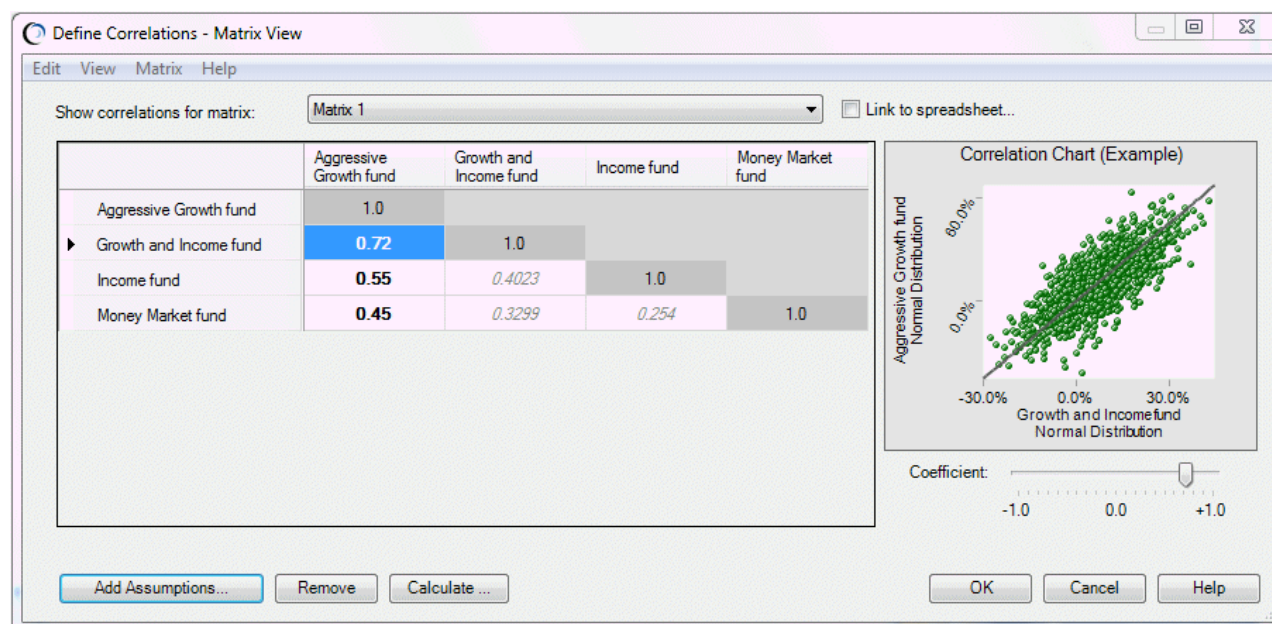 Define Correlations - Matrix View
Edit View Matrix Help
Show correlations for matrix: Matrix 1 Link to spreadsheet...
Aggressive Growth fund Growth and Income fund Income fund Money Market fund
Aggressive Growth fund 1.0
Growth and Income fund 0.72 1.0
Income fund 0.55 0.4023 1.0
Money Market fund 0.45 0.3299 0.254 1.0
Correlation Chart (Example)
Aggressive Growth fund
Normal Distribution
60.0%
0.0%
-30.0% 0.0% 30.0%
Growth and Income fund
Normal Distribution
Coefficient:
-1.0 0.0 +1.0
Add Assumptions... Remove Calculate ... OK Cancel Help